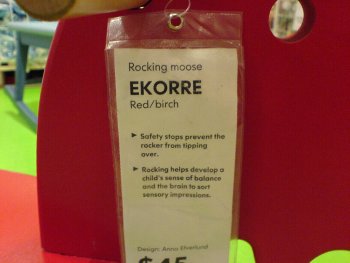 Rocking moose
EKORRE
Red/birch
► Safety stops prevent the
rocker from tipping
over.
► Rocking helps develop a
child's sense of balance
and the brain to sort
sensory impressions.
Design: Anna Efverlund
$45